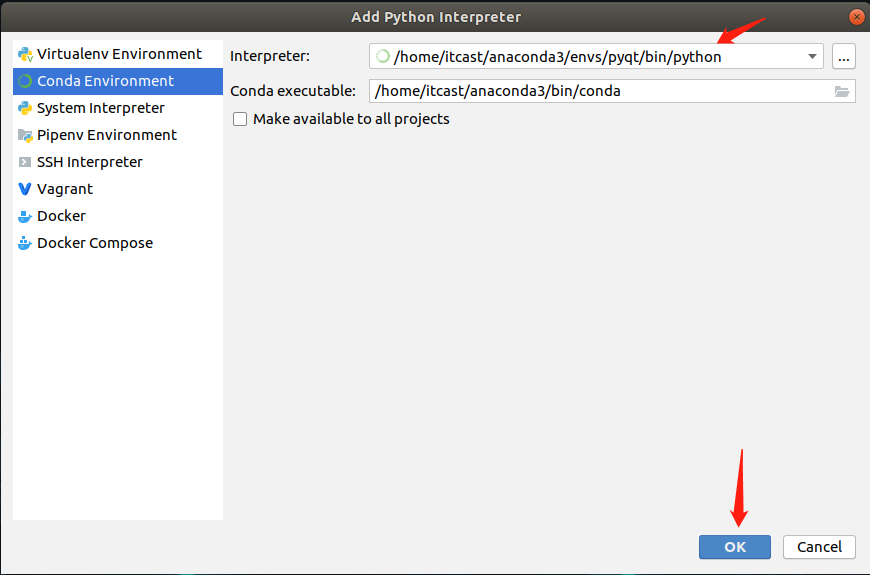 Add Python Interpreter
Virtualenv Environment
Conda Environment
System Interpreter
Pipenv Environment
SSH Interpreter
Vagrant
Docker
Docker Compose
Interpreter: /home/itcast/anaconda3/envs/pyqt/bin/python ...
Conda executable: /home/itcast/anaconda3/bin/conda
Make available to all projects
OK Cancel